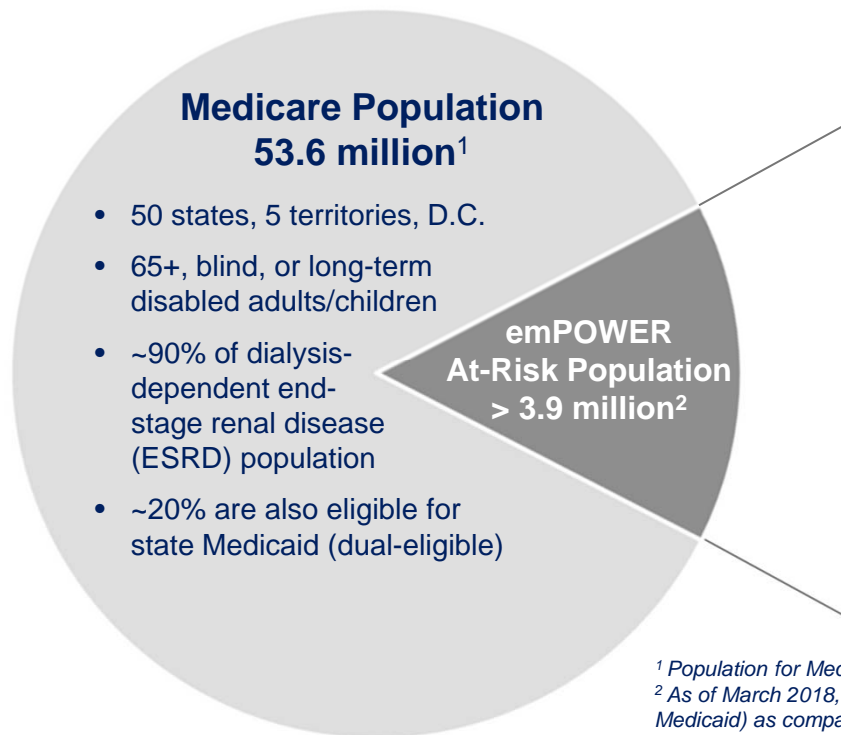 Medicare Population
53.6 million¹
• 50 states, 5 territories, D.C.
• 65+, blind, or long-term
disabled adults/children
• ~90% of dialysis-
dependent end-
stage renal disease
(ESRD) population
• ~20% are also eligible for
state Medicaid (dual-eligible)
emPOWER
At-Risk Population
> 3.9 million²
¹ Population for Med
² As of March 2018,
Medicaid) as compa